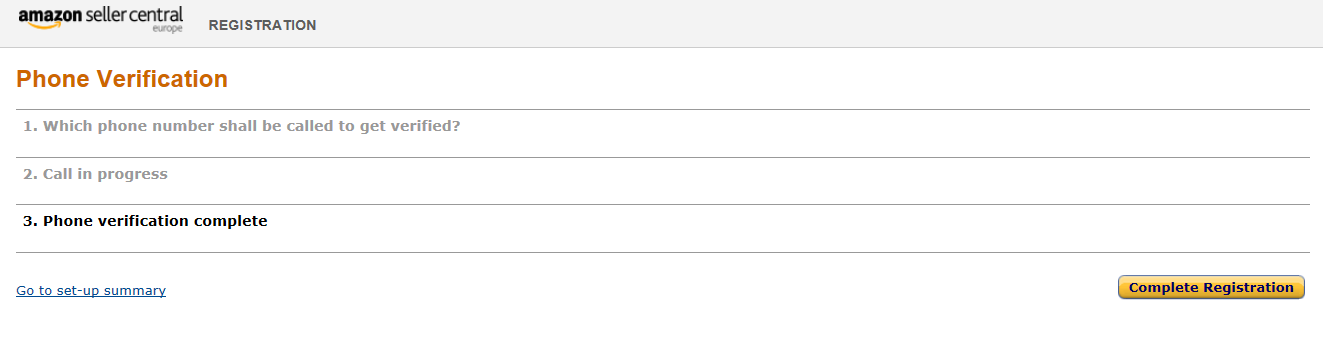 amazon seller central
europe
REGISTRATION
Phone Verification
1. Which phone number shall be called to get verified?
2. Call in progress
3. Phone verification complete
Go to set-up summary
Complete Registration